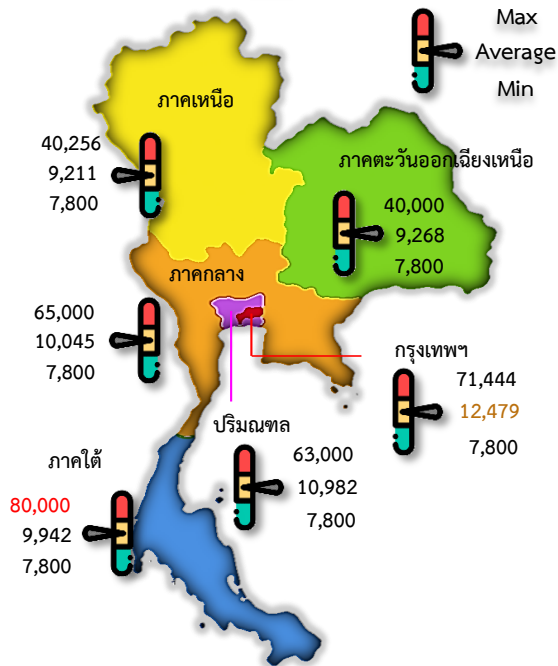 Max
Average
Min
ภาคเหนือ
40,256
9,211
7,800
ภาคตะวันออกเฉียงเหนือ
40,000
9,268
7,800
ภาคกลาง
65,000
10,045
7,800
กรุงเทพฯ
71,444
12,479
7,800
ปริมณฑล
63,000
10,982
7,800
ภาคใต้
80,000
9,942
7,800